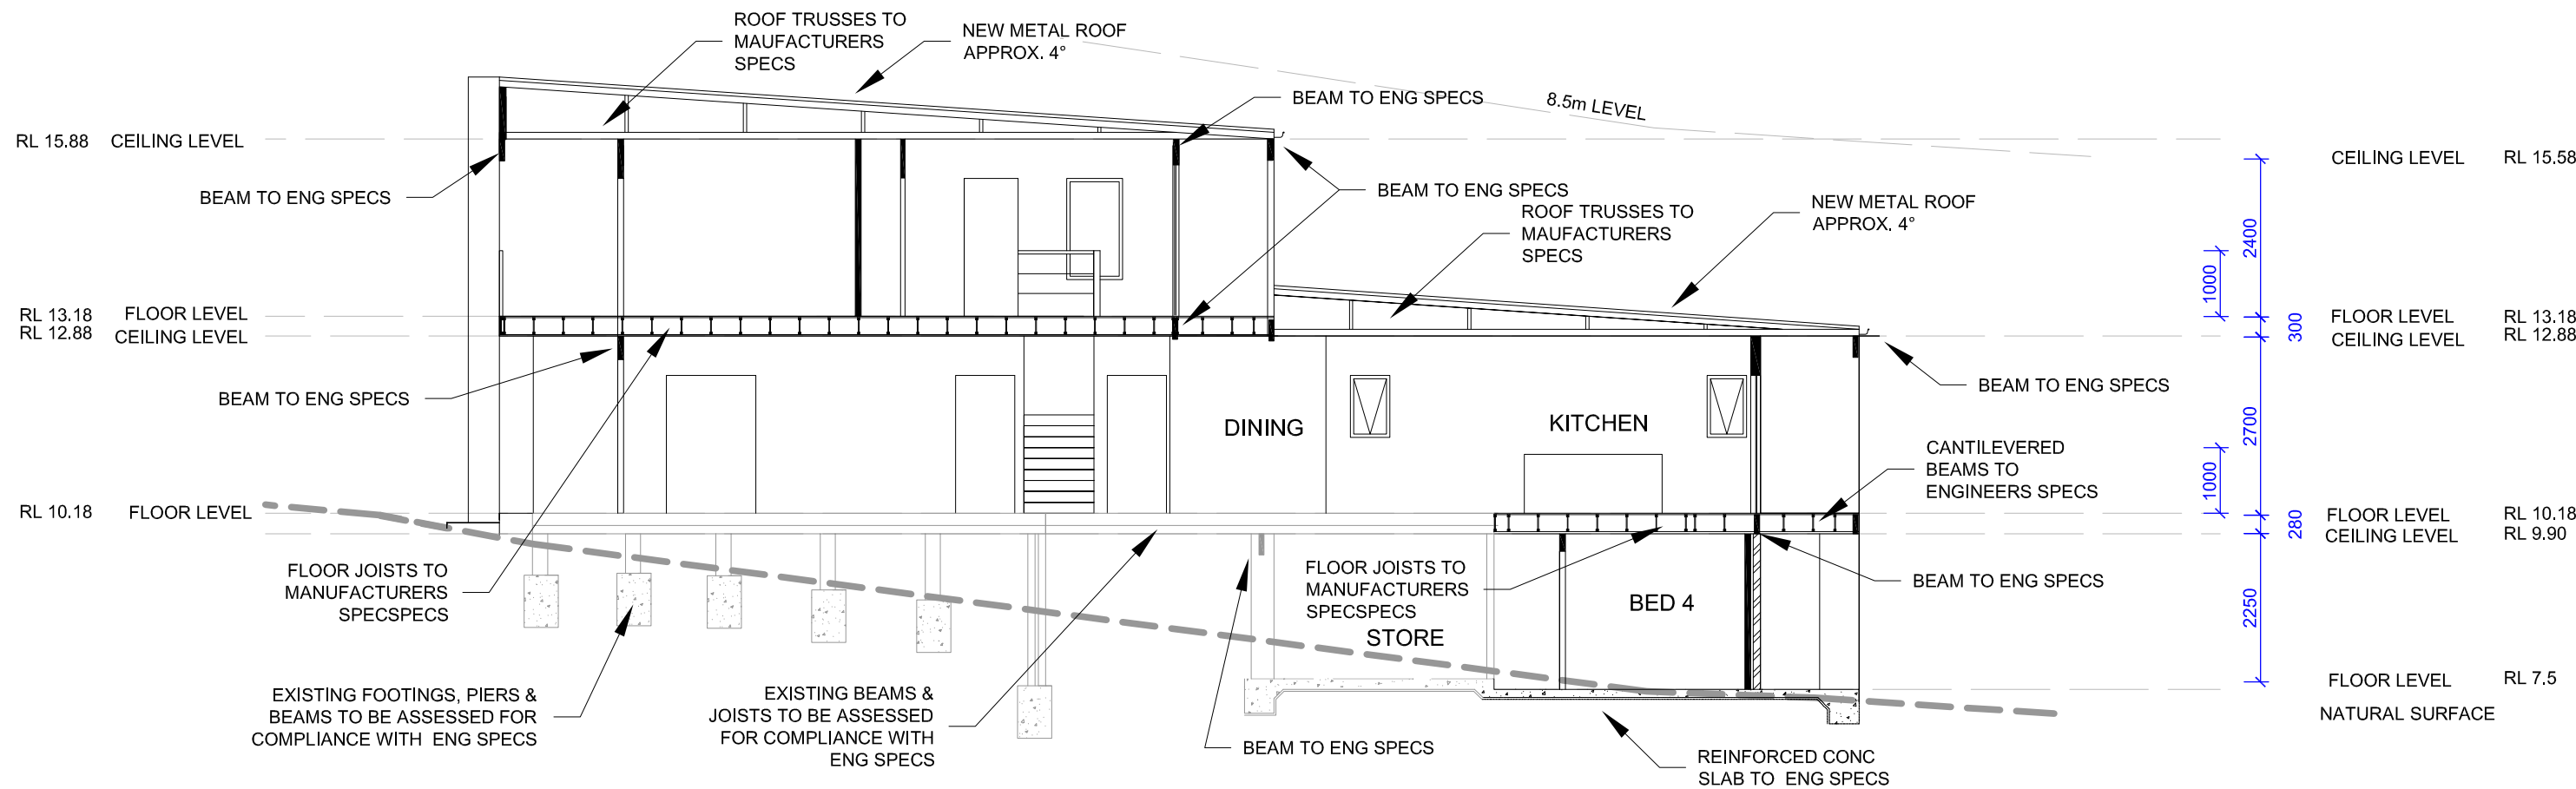 ROOF TRUSSES TO
MAUFACTURERS
SPECS
NEW METAL ROOF
APPROX. 4°
BEAM TO ENG SPECS
8.5m LEVEL
RL 15.88 CEILING LEVEL
BEAM TO ENG SPECS
BEAM TO ENG SPECS
ROOF TRUSSES TO
MAUFACTURERS
SPECS
NEW METAL ROOF
APPROX. 4°
CEILING LEVEL RL 15.58
2400
1000
RL 13.18 FLOOR LEVEL
RL 12.88 CEILING LEVEL
300
FLOOR LEVEL RL 13.18
CEILING LEVEL RL 12.88
BEAM TO ENG SPECS
BEAM TO ENG SPECS
DINING
KITCHEN
2700
1000
CANTILEVERED
BEAMS TO
ENGINEERS SPECS
RL 10.18 FLOOR LEVEL
280
FLOOR LEVEL RL 10.18
CEILING LEVEL RL 9.90
FLOOR JOISTS TO
MANUFACTURERS
SPECSPECS
FLOOR JOISTS TO
MANUFACTURERS
SPECSPECS
BED 4
BEAM TO ENG SPECS
2250
STORE
FLOOR LEVEL RL 7.5
NATURAL SURFACE
EXISTING FOOTINGS, PIERS &
BEAMS TO BE ASSESSED FOR
COMPLIANCE WITH ENG SPECS
EXISTING BEAMS &
JOISTS TO BE ASSESSED
FOR COMPLIANCE WITH
ENG SPECS
BEAM TO ENG SPECS
REINFORCED CONC
SLAB TO ENG SPECS